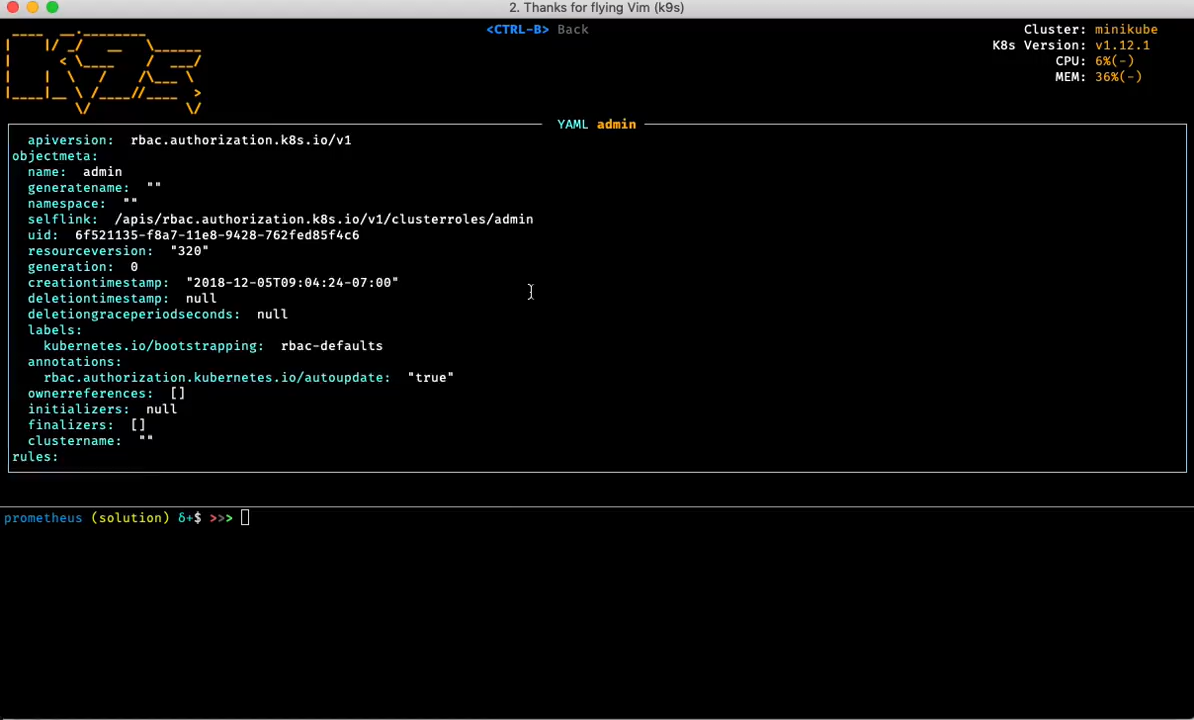 2. Thanks for flying Vim (k9s)
<CTRL-B> Back
Cluster: minikube
K8s Version: v1.12.1
CPU: 6%(-)
MEM: 36%(-)
YAML admin
apiversion: rbac.authorization.k8s.io/v1
objectmeta:
name: admin
generatename: ""
namespace: ""
selflink: /apis/rbac.authorization.k8s.io/v1/clusterroles/admin
uid: 6f521135-f8a7-11e8-9428-762fed85f4c6
resourceversion: "320"
generation: 0
creationtimestamp: "2018-12-05T09:04:24-07:00"
deletiontimestamp: null
deletiongraceperiodseconds: null
labels:
kubernetes.io/bootstrapping: rbac-defaults
annotations:
rbac.authorization.kubernetes.io/autoupdate: "true"
ownerreferences: []
initializers: null
finalizers: []
clustername: ""
rules:
prometheus (solution) δ+$ >>>